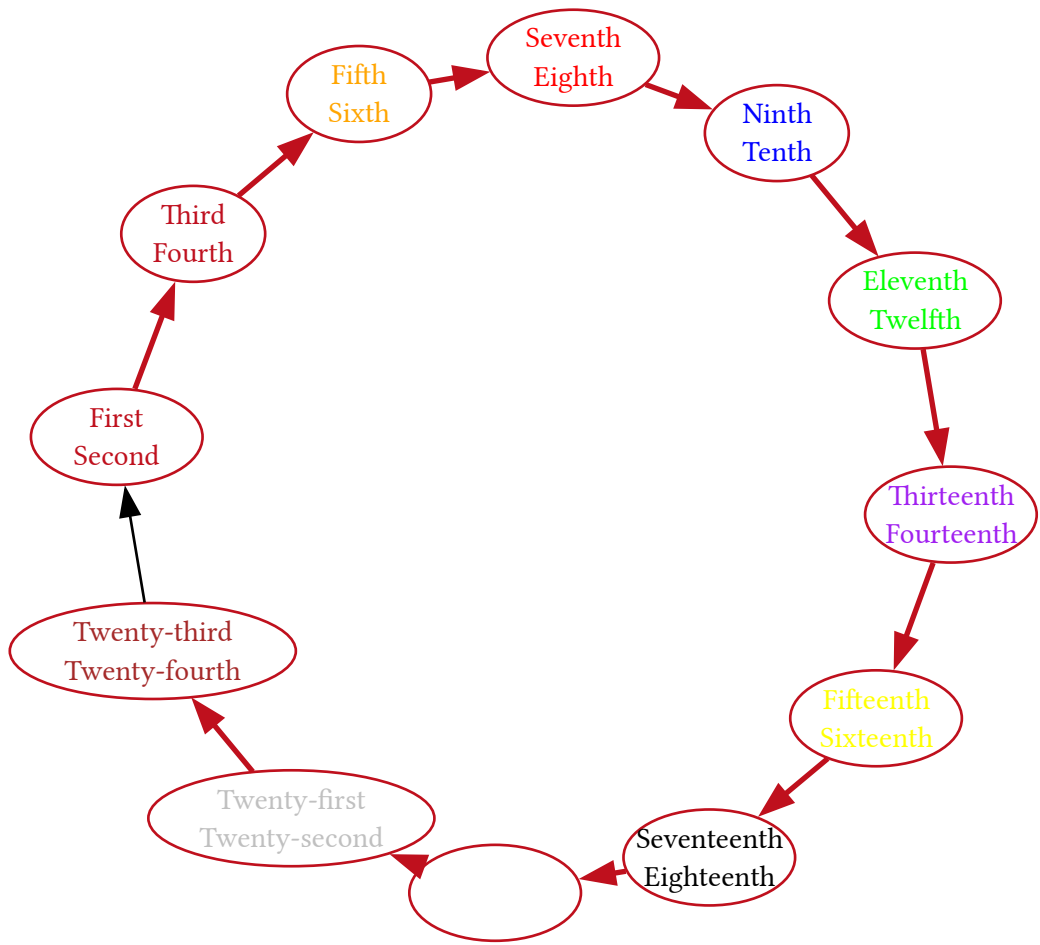 First
Second
Third
Fourth
Fifth
Sixth
Seventh
Eighth
Ninth
Tenth
Eleventh
Twelfth
Thirteenth
Fourteenth
Fifteenth
Sixteenth
Seventeenth
Eighteenth
Twenty-first
Twenty-second
Twenty-third
Twenty-fourth